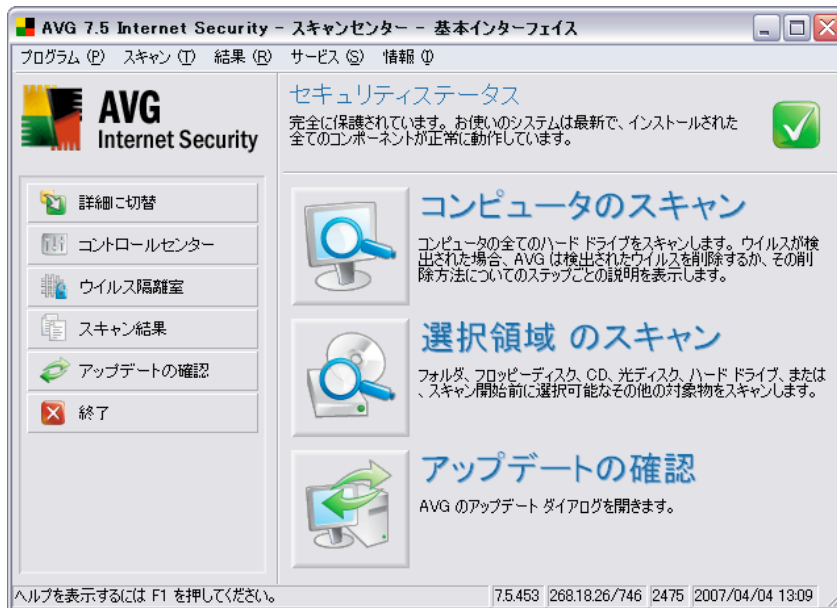 AVG 7.5 Internet Security - スキャンセンター - 基本インターフェイス
プログラム (P) スキャン (T) 結果 (R) サービス (S) 情報 (I)
AVG
Internet Security
詳細に切替
コントロールセンター
ウイルス隔離室
スキャン結果
アップデートの確認
終了
セキュリティステータス
完全に保護されています。お使いのシステムは最新で、インストールされた
全てのコンポーネントが正常に動作しています。
コンピュータのスキャン
コンピュータの全てのハード ドライブをスキャンします。ウイルスが検
出された場合、AVG は検出されたウイルスを削除するか、その削
除方法についてのステップごとの説明を表示します。
選択領域 のスキャン
フォルダ、フロッピーディスク、CD、光ディスク、ハード ドライブ、または
、スキャン開始前に選択可能なその他の対象物をスキャンします。
アップデートの確認
AVG のアップデート ダイアログを開きます。
ヘルプを表示するには F1 を押してください。 7.5.453 268.18.26/746 2475 2007/04/04 13:09